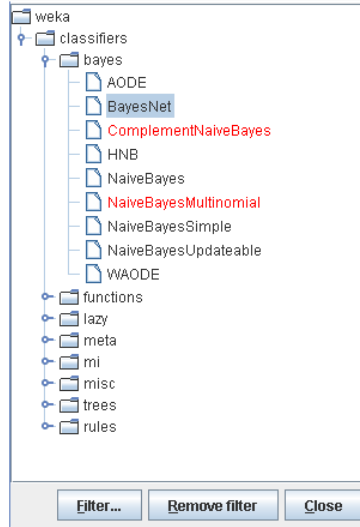 weka
classifiers
bayes
AODE
BayesNet
ComplementNaiveBayes
HNB
NaiveBayes
NaiveBayesMultinomial
NaiveBayesSimple
NaiveBayesUpdateable
WAODE
functions
lazy
meta
mi
misc
trees
rules
Filter... Remove filter Close